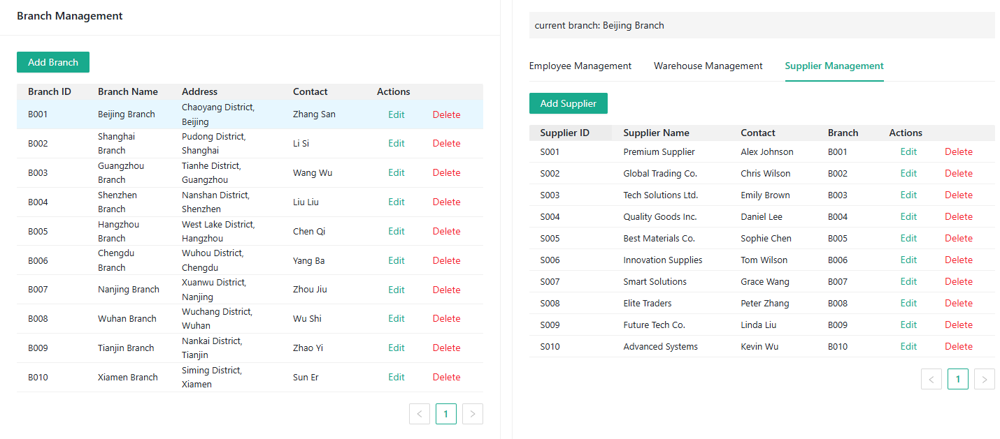 Branch Management
Add Branch
Branch ID Branch Name Address Contact Actions
B001 Beijing Branch Chaoyang District, Beijing Zhang San Edit Delete
B002 Shanghai Branch Pudong District, Shanghai Li Si Edit Delete
B003 Guangzhou Branch Tianhe District, Guangzhou Wang Wu Edit Delete
B004 Shenzhen Branch Nanshan District, Shenzhen Liu Liu Edit Delete
B005 Hangzhou Branch West Lake District, Hangzhou Chen Qi Edit Delete
B006 Chengdu Branch Wuhou District, Chengdu Yang Ba Edit Delete
B007 Nanjing Branch Xuanwu District, Nanjing Zhou Jiu Edit Delete
B008 Wuhan Branch Wuchang District, Wuhan Wu Shi Edit Delete
B009 Tianjin Branch Nankai District, Tianjin Zhao Yi Edit Delete
B010 Xiamen Branch Siming District, Xiamen Sun Er Edit Delete
< 1 >
current branch: Beijing Branch
Employee Management Warehouse Management Supplier Management
Add Supplier
Supplier ID Supplier Name Contact Branch Actions
S001 Premium Supplier Alex Johnson B001 Edit Delete
S002 Global Trading Co. Chris Wilson B002 Edit Delete
S003 Tech Solutions Ltd. Emily Brown B003 Edit Delete
S004 Quality Goods Inc. Daniel Lee B004 Edit Delete
S005 Best Materials Co. Sophie Chen B005 Edit Delete
S006 Innovation Supplies Tom Wilson B006 Edit Delete
S007 Smart Solutions Grace Wang B007 Edit Delete
S008 Elite Traders Peter Zhang B008 Edit Delete
S009 Future Tech Co. Linda Liu B009 Edit Delete
S010 Advanced Systems Kevin Wu B010 Edit Delete
< 1 >